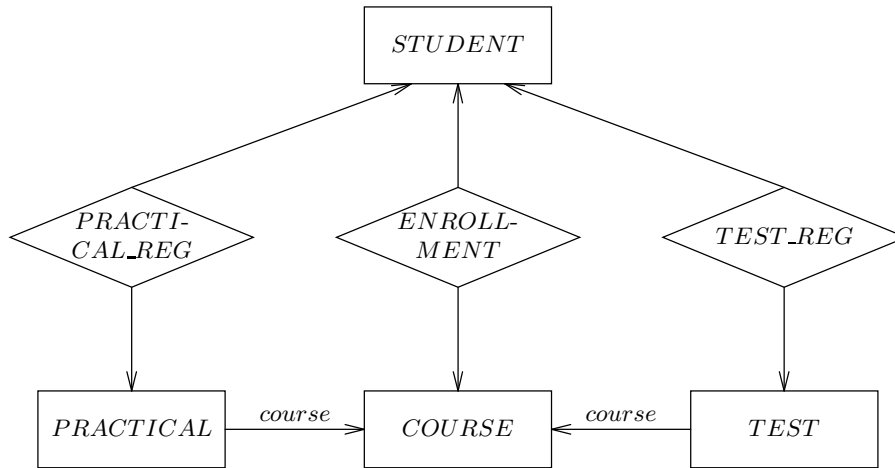 STUDENT
PRACTI-
CAL_REG
ENROLL-
MENT
TEST_REG
PRACTICAL
course
COURSE
course
TEST